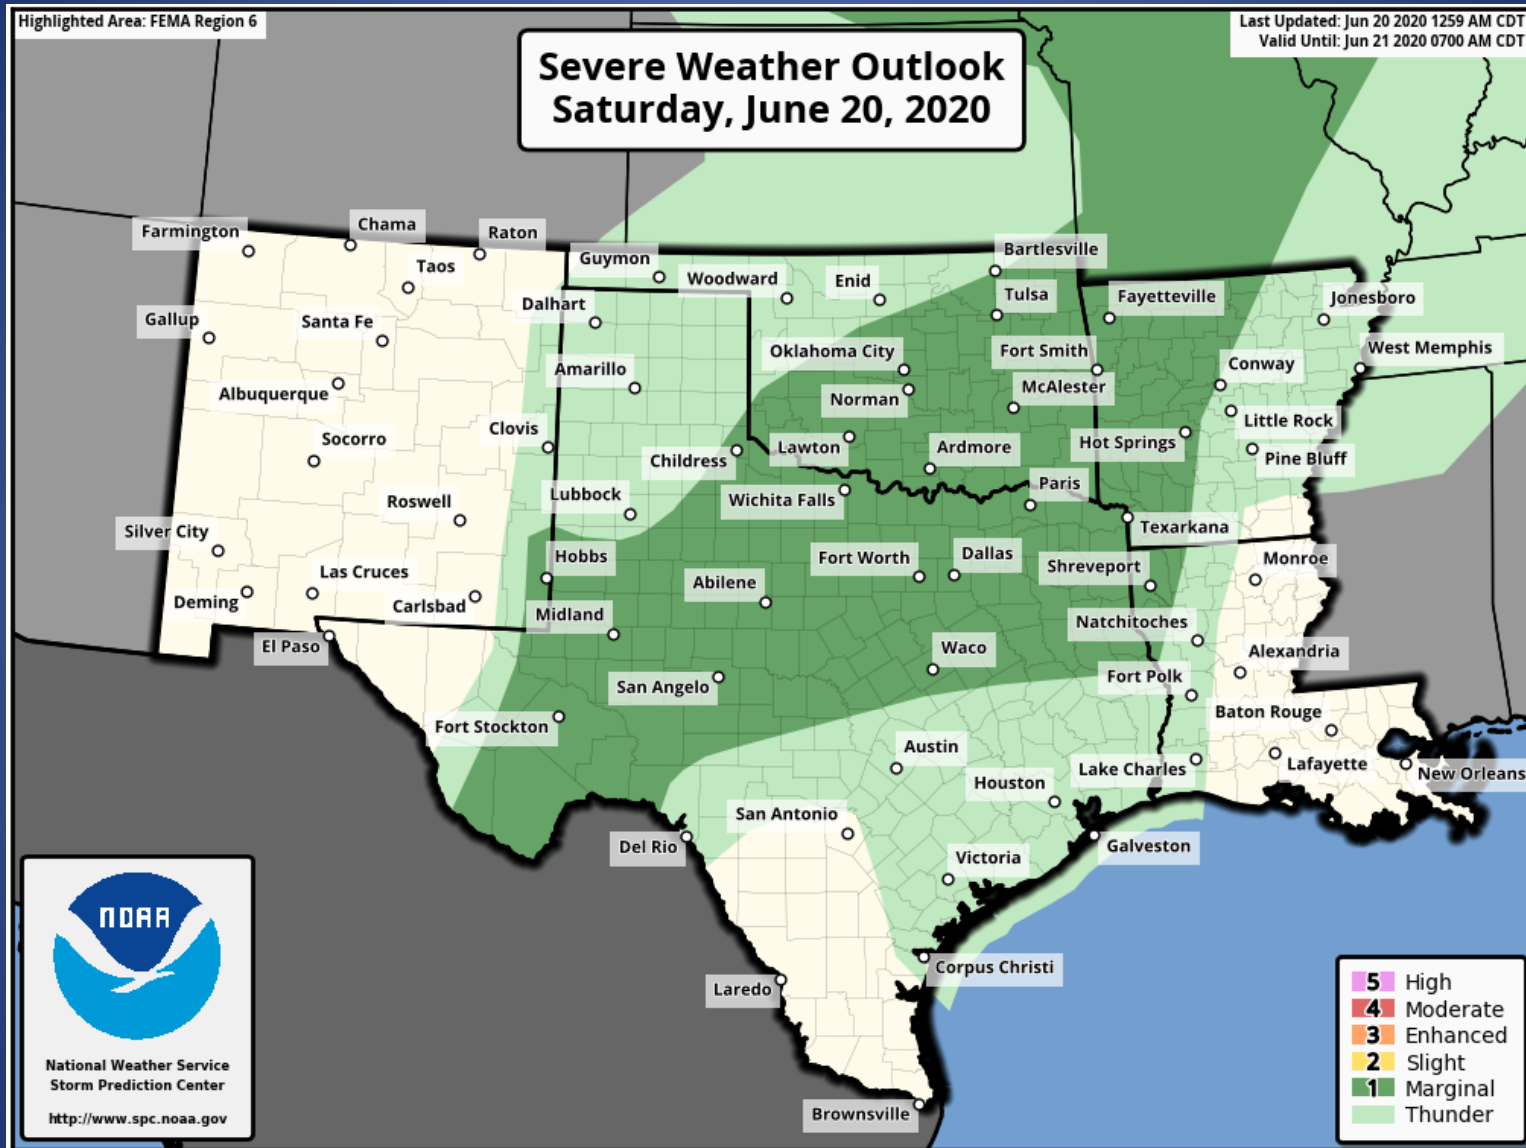 Highlighted Area: FEMA Region 6
Last Updated: Jun 20 2020 1259 AM CDT
Valid Until: Jun 21 2020 0700 AM CDT
Severe Weather Outlook
Saturday, June 20, 2020
Farmington
Chama
Raton
Taos
Guymon
Woodward
Enid
Bartlesville
Tulsa
Fayetteville
Jonesboro
Gallup
Santa Fe
Dalhart
Oklahoma City
Fort Smith
Conway
West Memphis
Albuquerque
Amarillo
Norman
McAlester
Little Rock
Socorro
Clovis
Childress
Lawton
Ardmore
Hot Springs
Pine Bluff
Roswell
Lubbock
Wichita Falls
Paris
Texarkana
Silver City
Hobbs
Fort Worth
Dallas
Shreveport
Monroe
Las Cruces
Deming
Carlsbad
Midland
Abilene
Natchitoches
El Paso
San Angelo
Waco
Fort Polk
Alexandria
Fort Stockton
Austin
Baton Rouge
Houston
Lake Charles
Lafayette
New Orleans
San Antonio
Del Rio
Victoria
Galveston
Corpus Christi
Laredo
Brownsville
NOAA
National Weather Service
Storm Prediction Center
http://www.spc.noaa.gov
5 High
4 Moderate
3 Enhanced
2 Slight
1 Marginal
Thunder